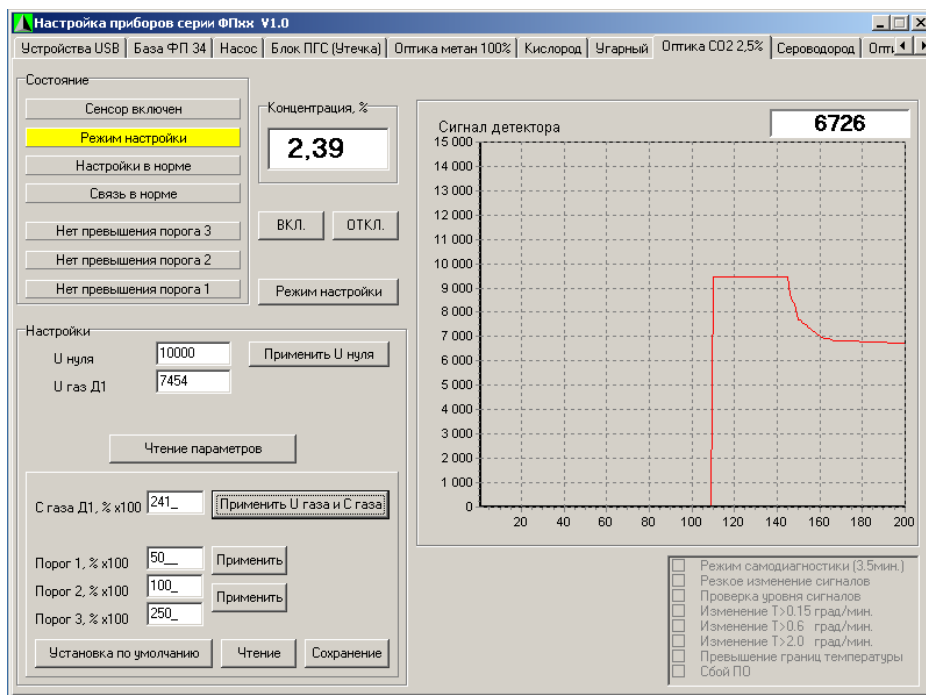 Настройка приборов серии ФПхх V1.0
Устройства USB База ФП 34 Насос Блок ПГС (Утечка) Оптика метан 100% Кислород Угарный Оптика CO2 2,5% Сероводород Опти
Состояние
Сенсор включен
Режим настройки
Настройки в норме
Связь в норме
Нет превышения порога 3
Нет превышения порога 2
Нет превышения порога 1
Концентрация, %
2,39
ВКЛ. ОТКЛ.
Режим настройки
Сигнал детектора 6726
15 000
14 000
13 000
12 000
11 000
10 000
9 000
8 000
7 000
6 000
5 000
4 000
3 000
2 000
1 000
0
20 40 60 80 100 120 140 160 180 200
Настройки
U нуля 10000 Применить U нуля
U газ Д1 7454
Чтение параметров
С газа Д1, % x100 241_ Применить U газа и С газа
Порог 1, % x100 50__ Применить
Порог 2, % x100 100_ Применить
Порог 3, % x100 250_
Установка по умолчанию Чтение Сохранение
Режим самодиагностики (3.5мин.)
Резкое изменение сигналов
Проверка уровня сигналов
Изменение T>0.15 град/мин.
Изменение T>0.6 град/мин.
Изменение T>2.0 град/мин.
Превышение границ температуры
Сбой ПО